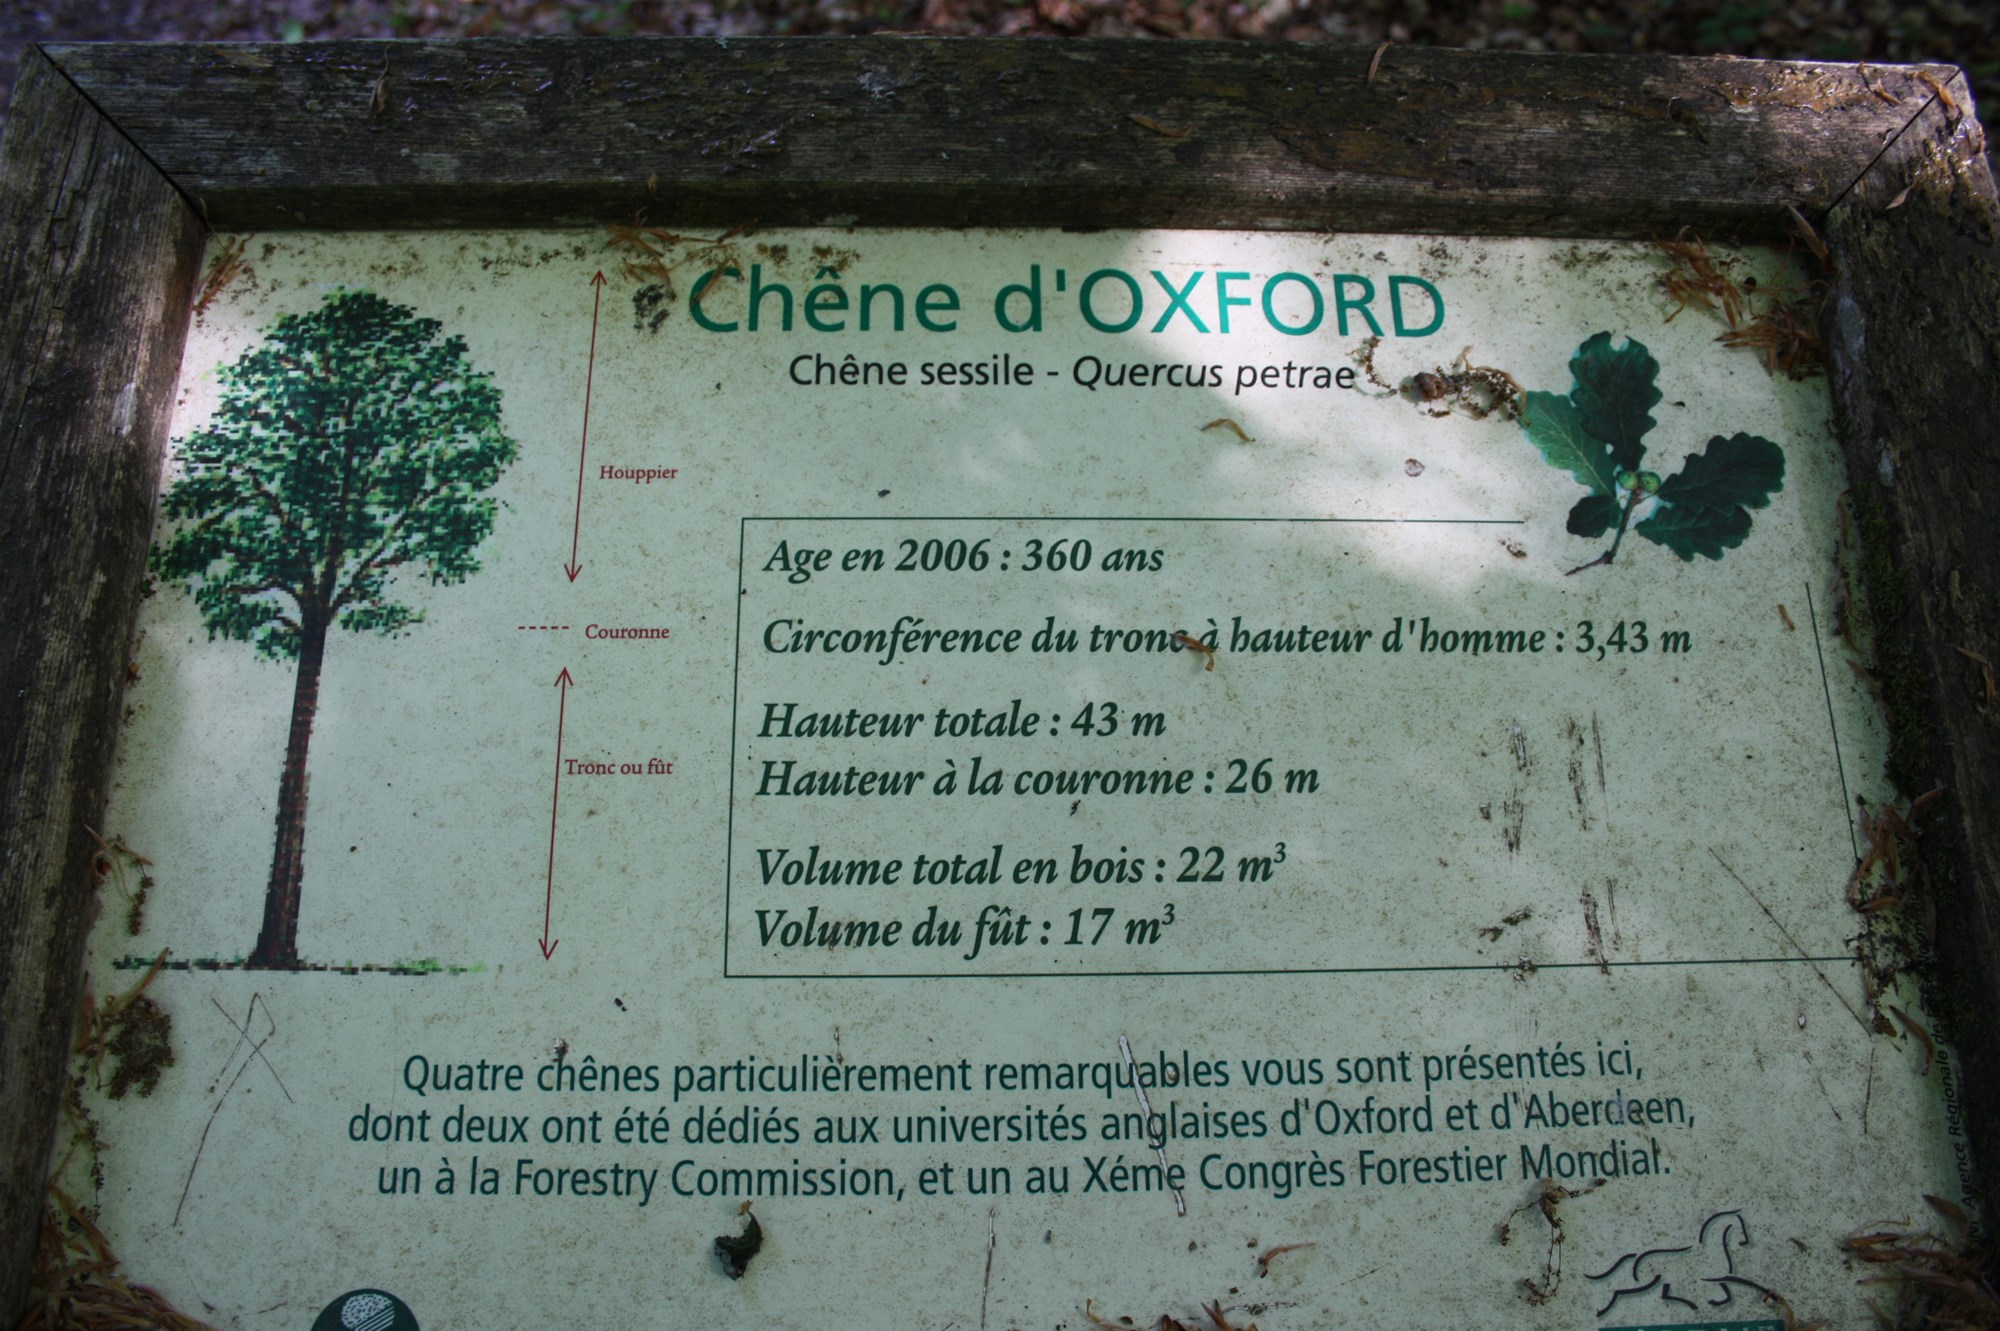 Chêne d'OXFORD
Chêne sessile - Quercus petrae
Houppier
Couronne
Tronc ou fût
Age en 2006 : 360 ans
Circonférence du tronc à hauteur d'homme : 3,43 m
Hauteur totale : 43 m
Hauteur à la couronne : 26 m
Volume total en bois : 22 m³
Volume du fût : 17 m³
Quatre chênes particulièrement remarquables vous sont présentés ici,
dont deux ont été dédiés aux universités anglaises d'Oxford et d'Aberdeen,
un à la Forestry Commission, et un au Xéme Congrès Forestier Mondial.
Agence Régionale de